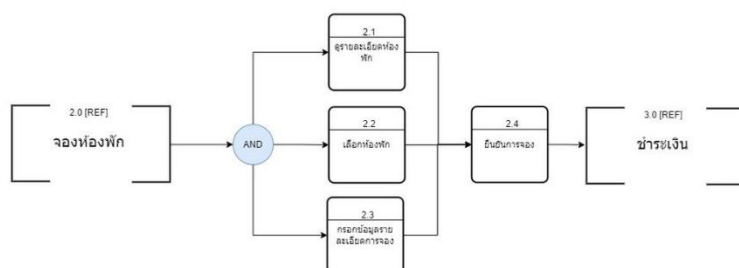 2.1
ดูรายละเอียดห้อง
พัก
2.0 [REF]
จองห้องพัก
AND
2.2
เลือกห้องพัก
2.4
ยืนยันการจอง
3.0 [REF]
ชำระเงิน
2.3
กรอกข้อมูลราย
ละเอียดการจอง